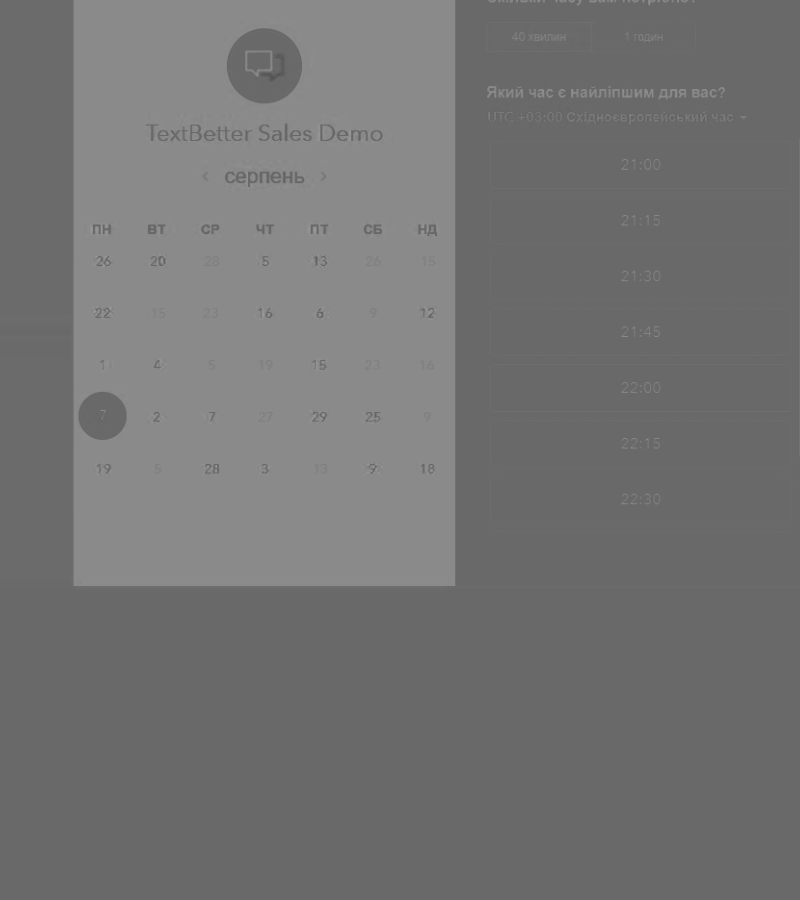 TextBetter Sales Demo
‹ серпень ›
ПН ВТ СР ЧТ ПТ СБ НД
26 20 28 5 13 26 15
22 15 23 16 6 9 12
1 4 5 19 15 23 16
7 2 7 27 29 25 9
19 5 28 3 13 9 18
Скільки часу вам потрібно?
40 хвилин 1 годин
Який час є найліпшим для вас?
UTC +03:00 Східноєвропейський час
21:00
21:15
21:30
21:45
22:00
22:15
22:30